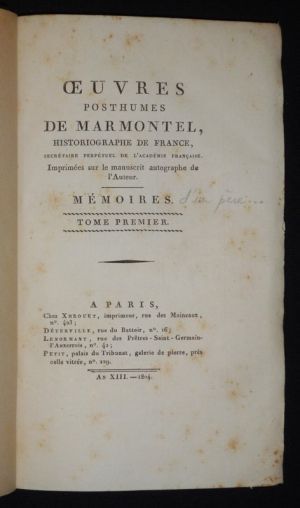 ŒUVRES
POSTHUMES
DE MARMONTEL,
HISTORIOGRAPHE DE FRANCE,
SECRÉTAIRE PERPÉTUEL DE L'ACADÉMIE FRANÇAISE.
Imprimées sur le manuscrit autographe de
l'Auteur.
MÉMOIRES. d'un père...
TOME PREMIER.
A PARIS,
Chez XHROUET, imprimeur, rue des Moineaux,
n°. 423;
DÉTERVILLE, rue du Battoir, n°. 16;
LENORMANT, rue des Prêtres-Saint-Germain-
l'Auxerrois, n°. 42;
PETIT, palais du Tribunat, galerie de pierre, près
celle vitrée, n°. 229.
AN XIII.—1804.